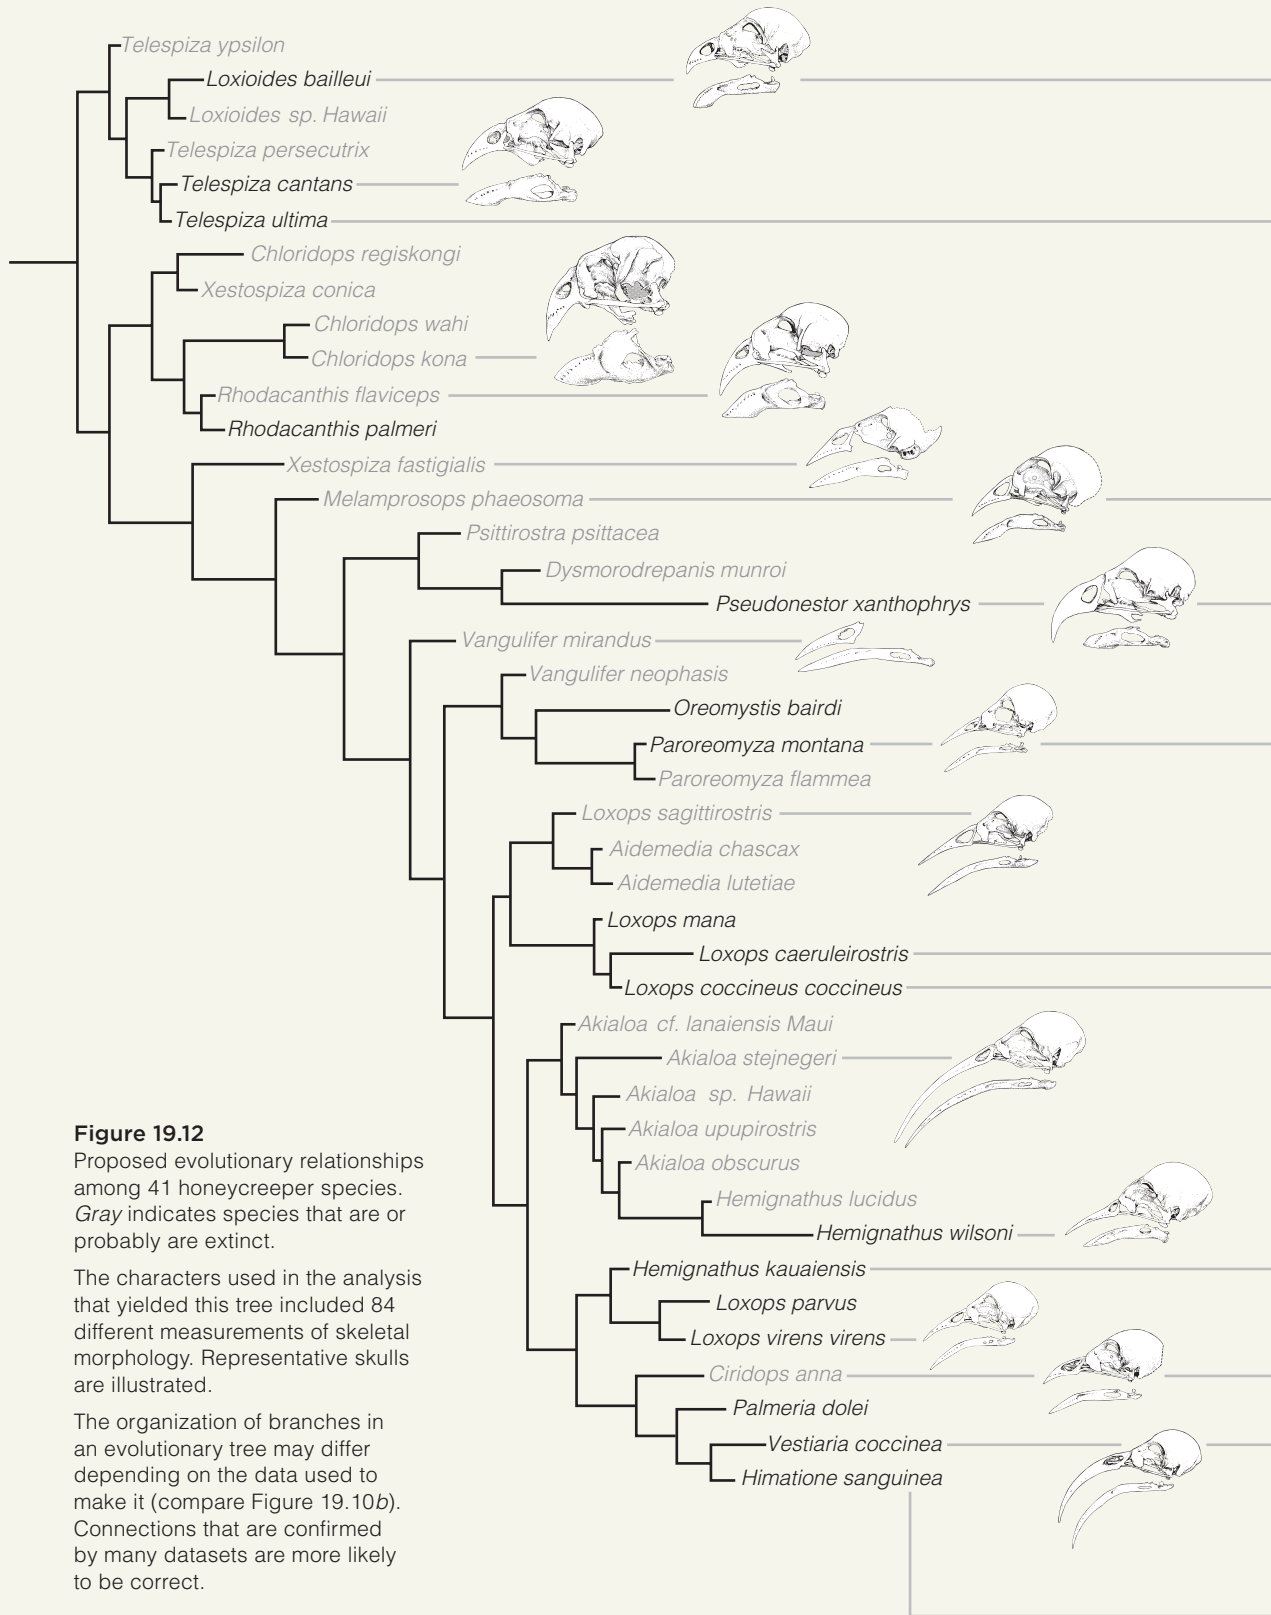 Telespiza ypsilon
Loxioides bailleui
Loxioides sp. Hawaii
Telespiza persecutrix
Telespiza cantans
Telespiza ultima
Chloridops regiskongi
Xestospiza conica
Chloridops wahi
Chloridops kona
Rhodacanthis flaviceps
Rhodacanthis palmeri
Xestospiza fastigialis
Melamprosops phaeosoma
Psittirostra psittacea
Dysmorodrepanis munroi
Pseudonestor xanthophrys
Vangulifer mirandus
Vangulifer neophasis
Oreomystis bairdi
Paroreomyza montana
Paroreomyza flammea
Loxops sagittirostris
Aidemedia chascax
Aidemedia lutetiae
Loxops mana
Loxops caeruleirostris
Loxops coccineus coccineus
Akialoa cf. lanaiensis Maui
Akialoa stejnegeri
Akialoa sp. Hawaii
Akialoa upupirostris
Akialoa obscurus
Hemignathus lucidus
Hemignathus wilsoni
Hemignathus kauaiensis
Loxops parvus
Loxops virens virens
Ciridops anna
Palmeria dolei
Vestiaria coccinea
Himatione sanguinea
Figure 19.12
Proposed evolutionary relationships
among 41 honeycreeper species.
Gray indicates species that are or
probably are extinct.
The characters used in the analysis
that yielded this tree included 84
different measurements of skeletal
morphology. Representative skulls
are illustrated.
The organization of branches in
an evolutionary tree may differ
depending on the data used to
make it (compare Figure 19.10b).
Connections that are confirmed
by many datasets are more likely
to be correct.